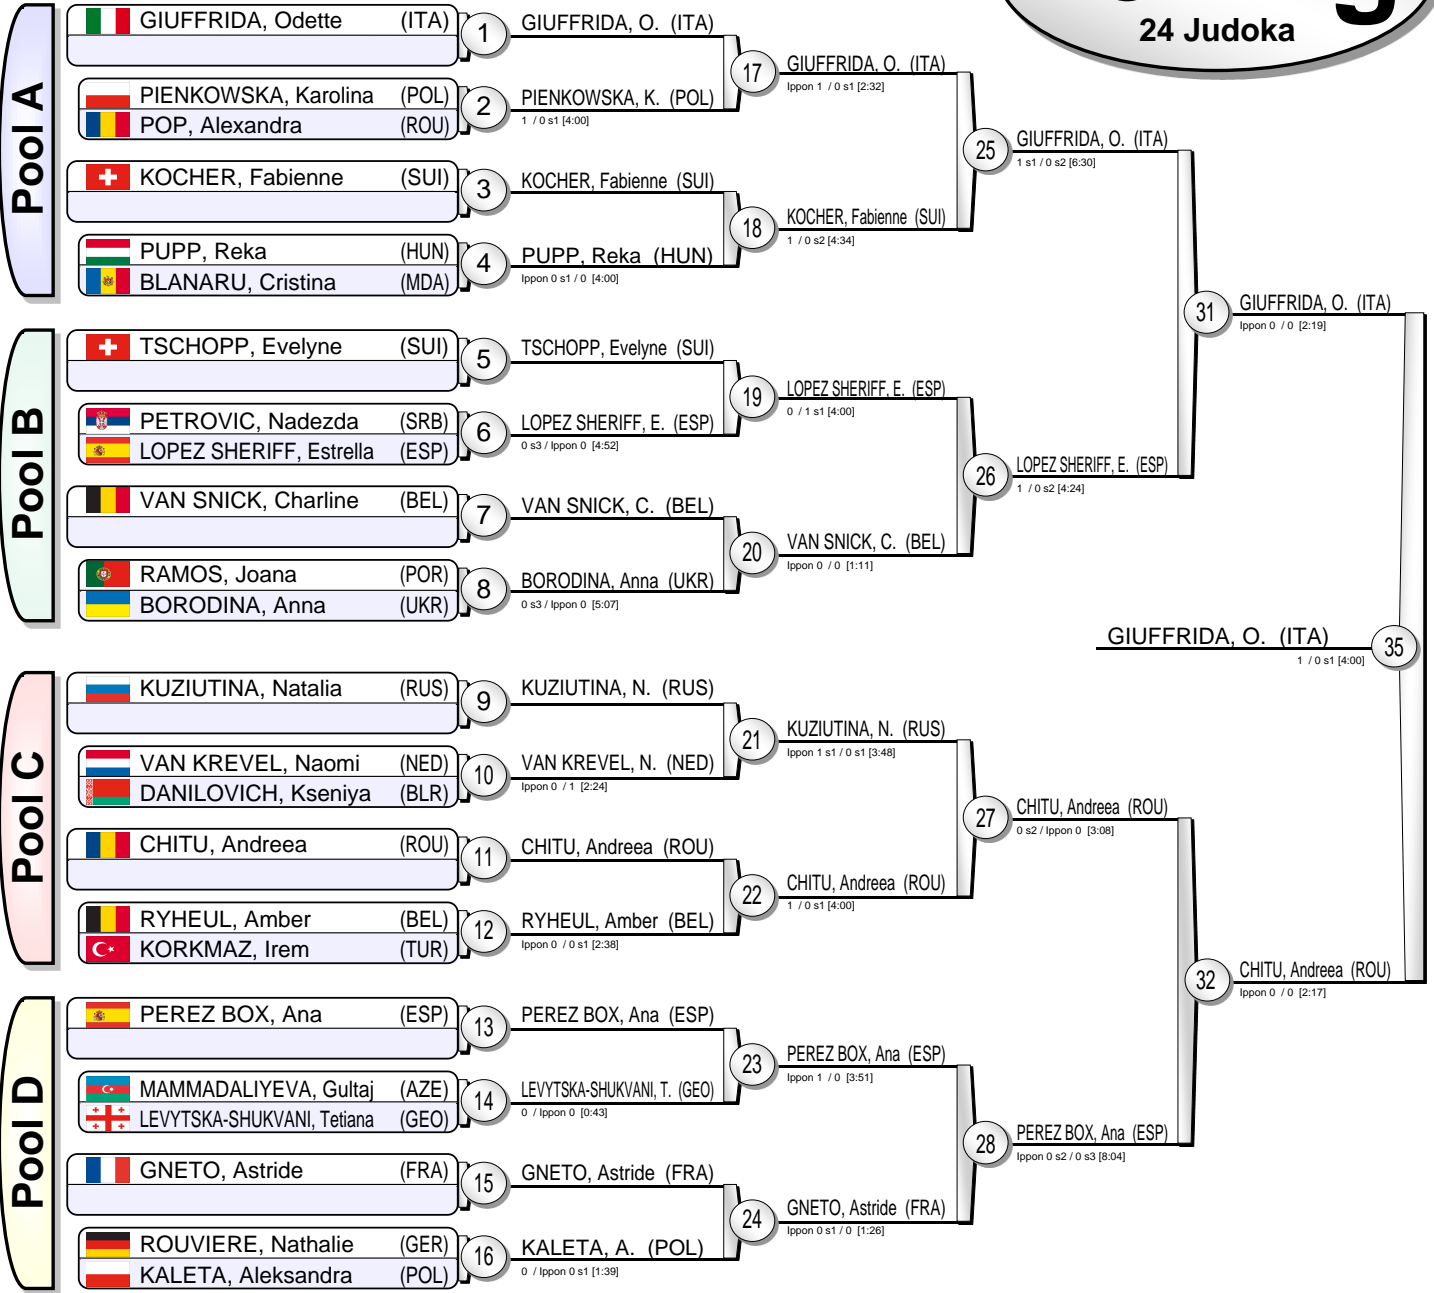 24 Judoka
Pool A
GIUFFRIDA, Odette (ITA)
1
PIENKOWSKA, Karolina (POL)
POP, Alexandra (ROU)
2
KOCHER, Fabienne (SUI)
3
PUPP, Reka (HUN)
BLANARU, Cristina (MDA)
4
Pool B
TSCHOPP, Evelyne (SUI)
5
PETROVIC, Nadezda (SRB)
LOPEZ SHERIFF, Estrella (ESP)
6
VAN SNICK, Charline (BEL)
7
RAMOS, Joana (POR)
BORODINA, Anna (UKR)
8
Pool C
KUZIUTINA, Natalia (RUS)
9
VAN KREVEL, Naomi (NED)
DANILOVICH, Kseniya (BLR)
10
CHITU, Andreea (ROU)
11
RYHEUL, Amber (BEL)
KORKMAZ, Irem (TUR)
12
Pool D
PEREZ BOX, Ana (ESP)
13
MAMMADALIYEVA, Gultaj (AZE)
LEVYTSKA-SHUKVANI, Tetiana (GEO)
14
GNETO, Astride (FRA)
15
ROUVIERE, Nathalie (GER)
KALETA, Aleksandra (POL)
16
GIUFFRIDA, O. (ITA)
PIENKOWSKA, K. (POL)
1 / 0 s1 [4:00]
17
KOCHER, Fabienne (SUI)
PUPP, Reka (HUN)
Ippon 0 s1 / 0 [4:00]
18
TSCHOPP, Evelyne (SUI)
LOPEZ SHERIFF, E. (ESP)
0 s3 / Ippon 0 [4:52]
19
VAN SNICK, C. (BEL)
BORODINA, Anna (UKR)
0 s3 / Ippon 0 [5:07]
20
KUZIUTINA, N. (RUS)
VAN KREVEL, N. (NED)
Ippon 0 / 1 [2:24]
21
CHITU, Andreea (ROU)
RYHEUL, Amber (BEL)
Ippon 0 / 0 s1 [2:38]
22
PEREZ BOX, Ana (ESP)
LEVYTSKA-SHUKVANI, T. (GEO)
0 / Ippon 0 [0:43]
23
GNETO, Astride (FRA)
KALETA, A. (POL)
0 / Ippon 0 s1 [1:39]
24
GIUFFRIDA, O. (ITA)
Ippon 1 / 0 s1 [2:32]
KOCHER, Fabienne (SUI)
1 / 0 s2 [4:34]
25
LOPEZ SHERIFF, E. (ESP)
0 / 1 s1 [4:00]
VAN SNICK, C. (BEL)
Ippon 0 / 0 [1:11]
26
KUZIUTINA, N. (RUS)
Ippon 1 s1 / 0 s1 [3:48]
CHITU, Andreea (ROU)
1 / 0 s1 [4:00]
27
PEREZ BOX, Ana (ESP)
Ippon 1 / 0 [3:51]
GNETO, Astride (FRA)
Ippon 0 s1 / 0 [1:26]
28
GIUFFRIDA, O. (ITA)
1 s1 / 0 s2 [6:30]
LOPEZ SHERIFF, E. (ESP)
1 / 0 s2 [4:24]
31
CHITU, Andreea (ROU)
0 s2 / Ippon 0 [3:08]
PEREZ BOX, Ana (ESP)
Ippon 0 s2 / 0 s3 [8:04]
32
GIUFFRIDA, O. (ITA)
Ippon 0 / 0 [2:19]
CHITU, Andreea (ROU)
Ippon 0 / 0 [2:17]
GIUFFRIDA, O. (ITA)
1 / 0 s1 [4:00]
35